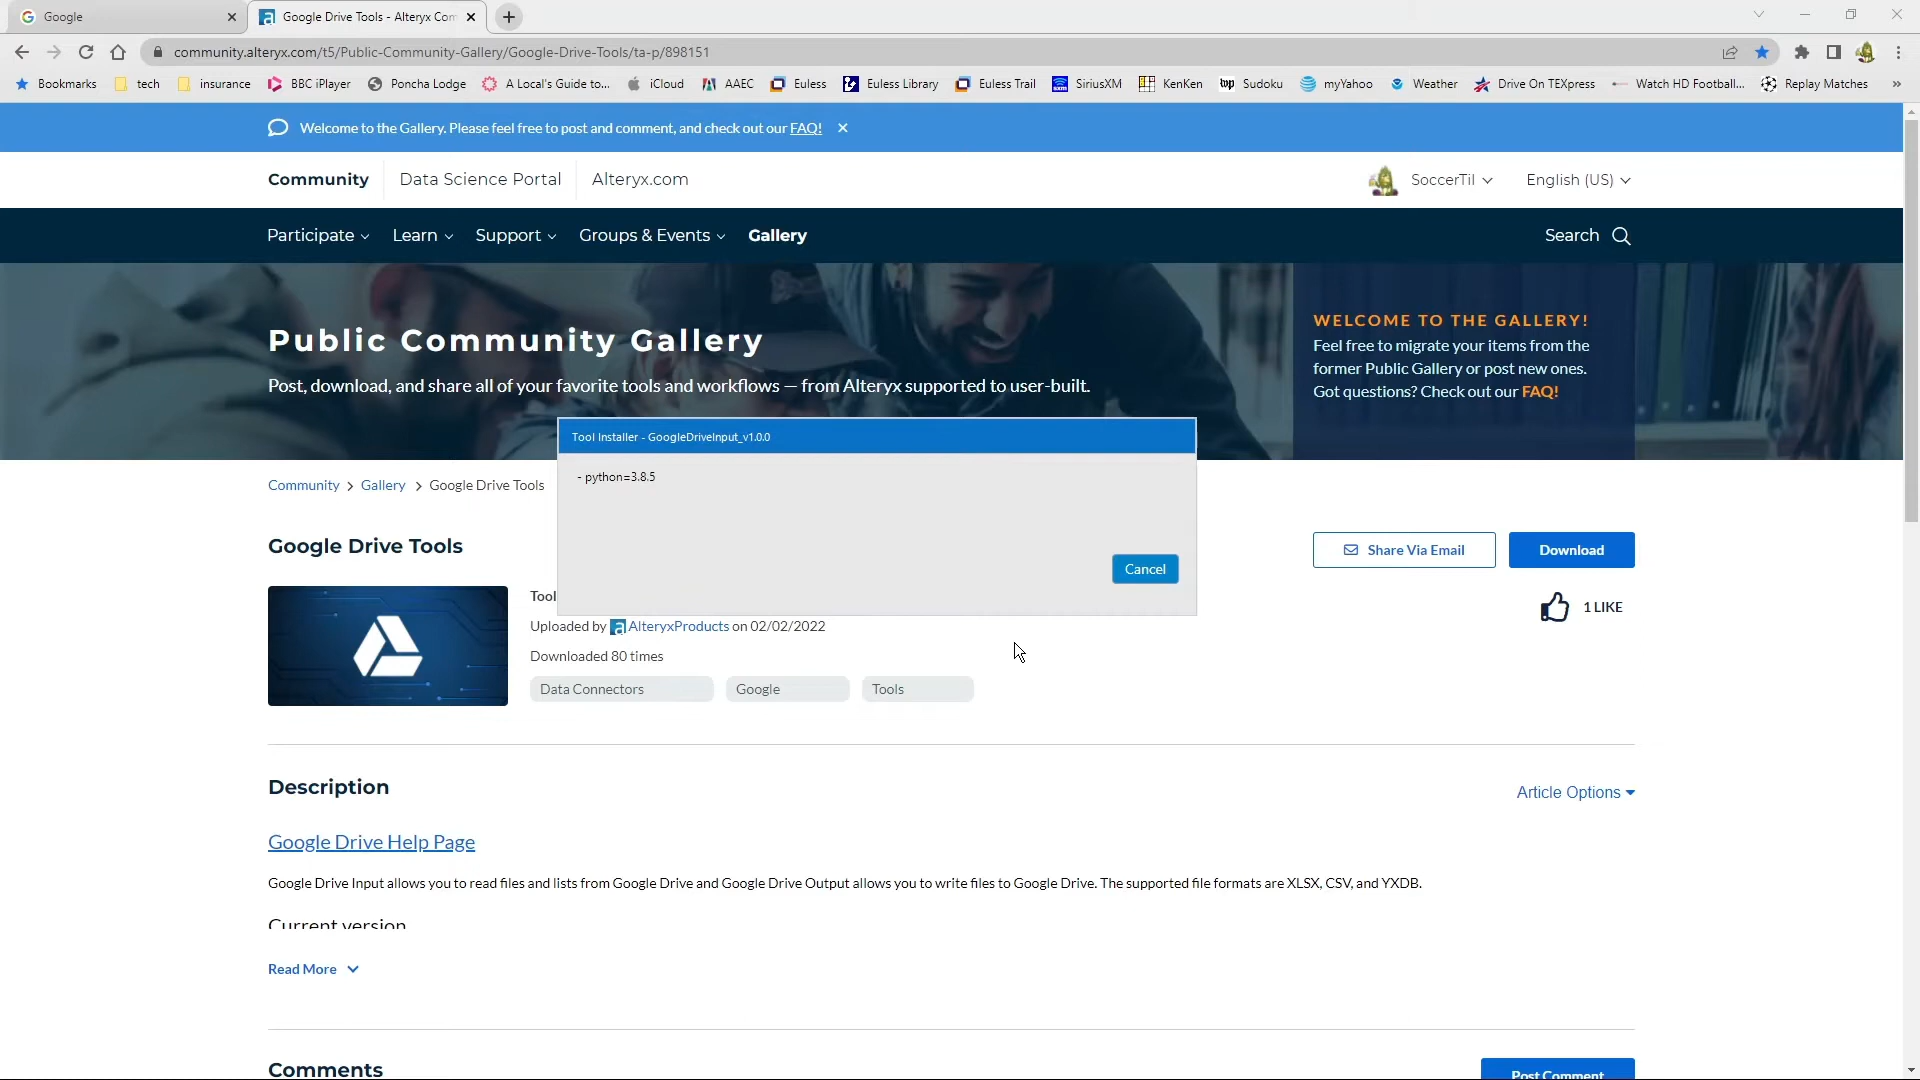 Google
Google Drive Tools - Alteryx Com
community.alteryx.com/t5/Public-Community-Gallery/Google-Drive-Tools/ta-p/898151
Bookmarks tech insurance BBC iPlayer Poncha Lodge A Local's Guide to... iCloud AAEC Euless Euless Library Euless Trail SiriusXM KenKen Sudoku myYahoo Weather Drive On TEXpress Watch HD Football... Replay Matches »
Welcome to the Gallery. Please feel free to post and comment, and check out our FAQ!
Community Data Science Portal Alteryx.com SoccerTil English (US)
Participate Learn Support Groups & Events Gallery Search
Public Community Gallery
Post, download, and share all of your favorite tools and workflows — from Alteryx supported to user-built.
WELCOME TO THE GALLERY!
Feel free to migrate your items from the
former Public Gallery or post new ones.
Got questions? Check out our FAQ!
Tool Installer - GoogleDriveInput_v1.0.0
- python=3.8.5
Cancel
Community > Gallery > Google Drive Tools
Google Drive Tools
Share Via Email Download
1 LIKE
Tool
Uploaded by AlteryxProducts on 02/02/2022
Downloaded 80 times
Data Connectors Google Tools
Description
Article Options
Google Drive Help Page
Google Drive Input allows you to read files and lists from Google Drive and Google Drive Output allows you to write files to Google Drive. The supported file formats are XLSX, CSV, and YXDB.
Current version
Read More
Comments
Post Comment